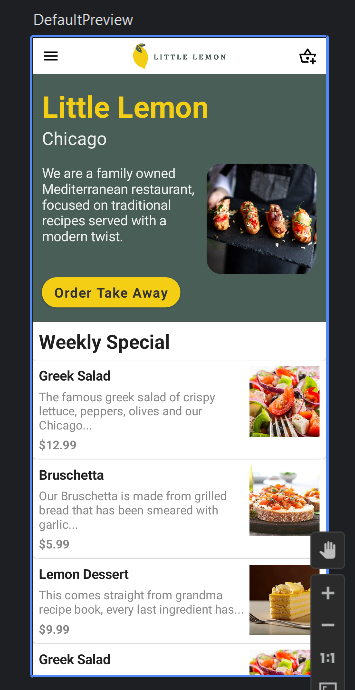 DefaultPreview
LITTLE LEMON
Little Lemon
Chicago
We are a family owned
Mediterranean restaurant,
focused on traditional
recipes served with a
modern twist.
Order Take Away
Weekly Special
Greek Salad
The famous greek salad of crispy
lettuce, peppers, olives and our
Chicago...
$12.99
Bruschetta
Our Bruschetta is made from grilled
bread that has been smeared with
garlic...
$5.99
Lemon Dessert
This comes straight from grandma
recipe book, every last ingredient has...
$9.99
1:1
Greek Salad